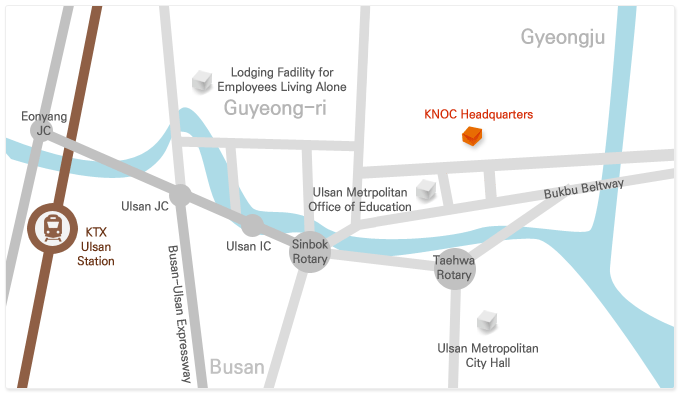 Gyeongju
Lodging Fadility for
Employees Living Alone
Guyeong-ri
KNOC Headquarters
Eonyang
JC
Ulsan Metrpolitan
Office of Education
Bukbu Beltway
Ulsan JC
KTX
Ulsan
Station
Ulsan IC
Sinbok
Rotary
Taehwa
Rotary
Busan-Ulsan Expressway
Ulsan Metropolitan
City Hall
Busan